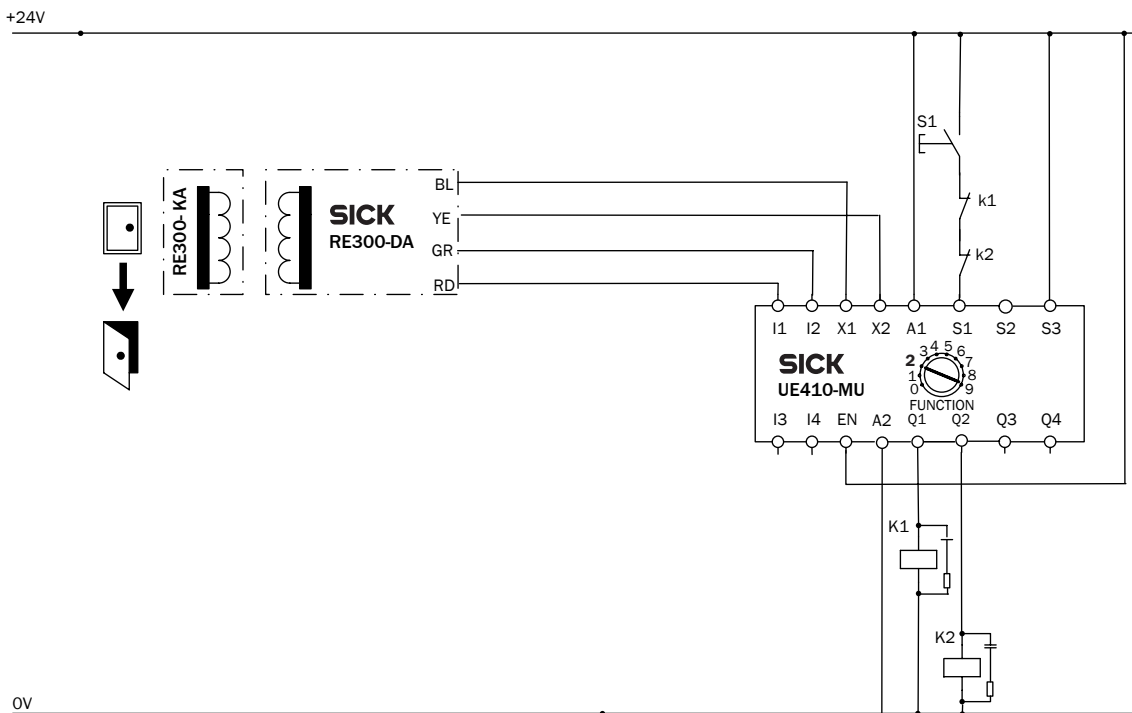 +24V
S1
k1
k2
RE300- KA
SICK
RE300-DA
BL
YE
GR
RD
I1 I2 X1 X2 A1 S1 S2 S3
SICK
UE410-MU
0 1 2 3 4 5 6 7 8 9
FUNCTION
I3 I4 EN A2 Q1 Q2 Q3 Q4
K1
K2
0V